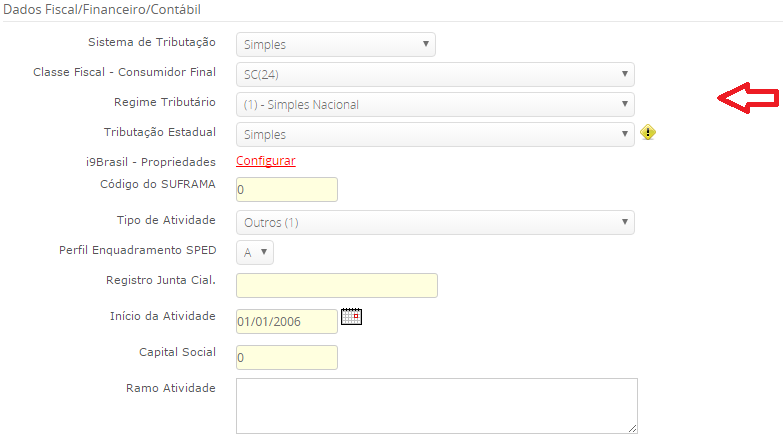 Dados Fiscal/Financeiro/Contábil
Sistema de Tributação Simples
Classe Fiscal - Consumidor Final SC(24)
Regime Tributário (1) - Simples Nacional
Tributação Estadual Simples
i9Brasil - Propriedades Configurar
Código do SUFRAMA 0
Tipo de Atividade Outros (1)
Perfil Enquadramento SPED A
Registro Junta Cial.
Início da Atividade 01/01/2006
Capital Social 0
Ramo Atividade